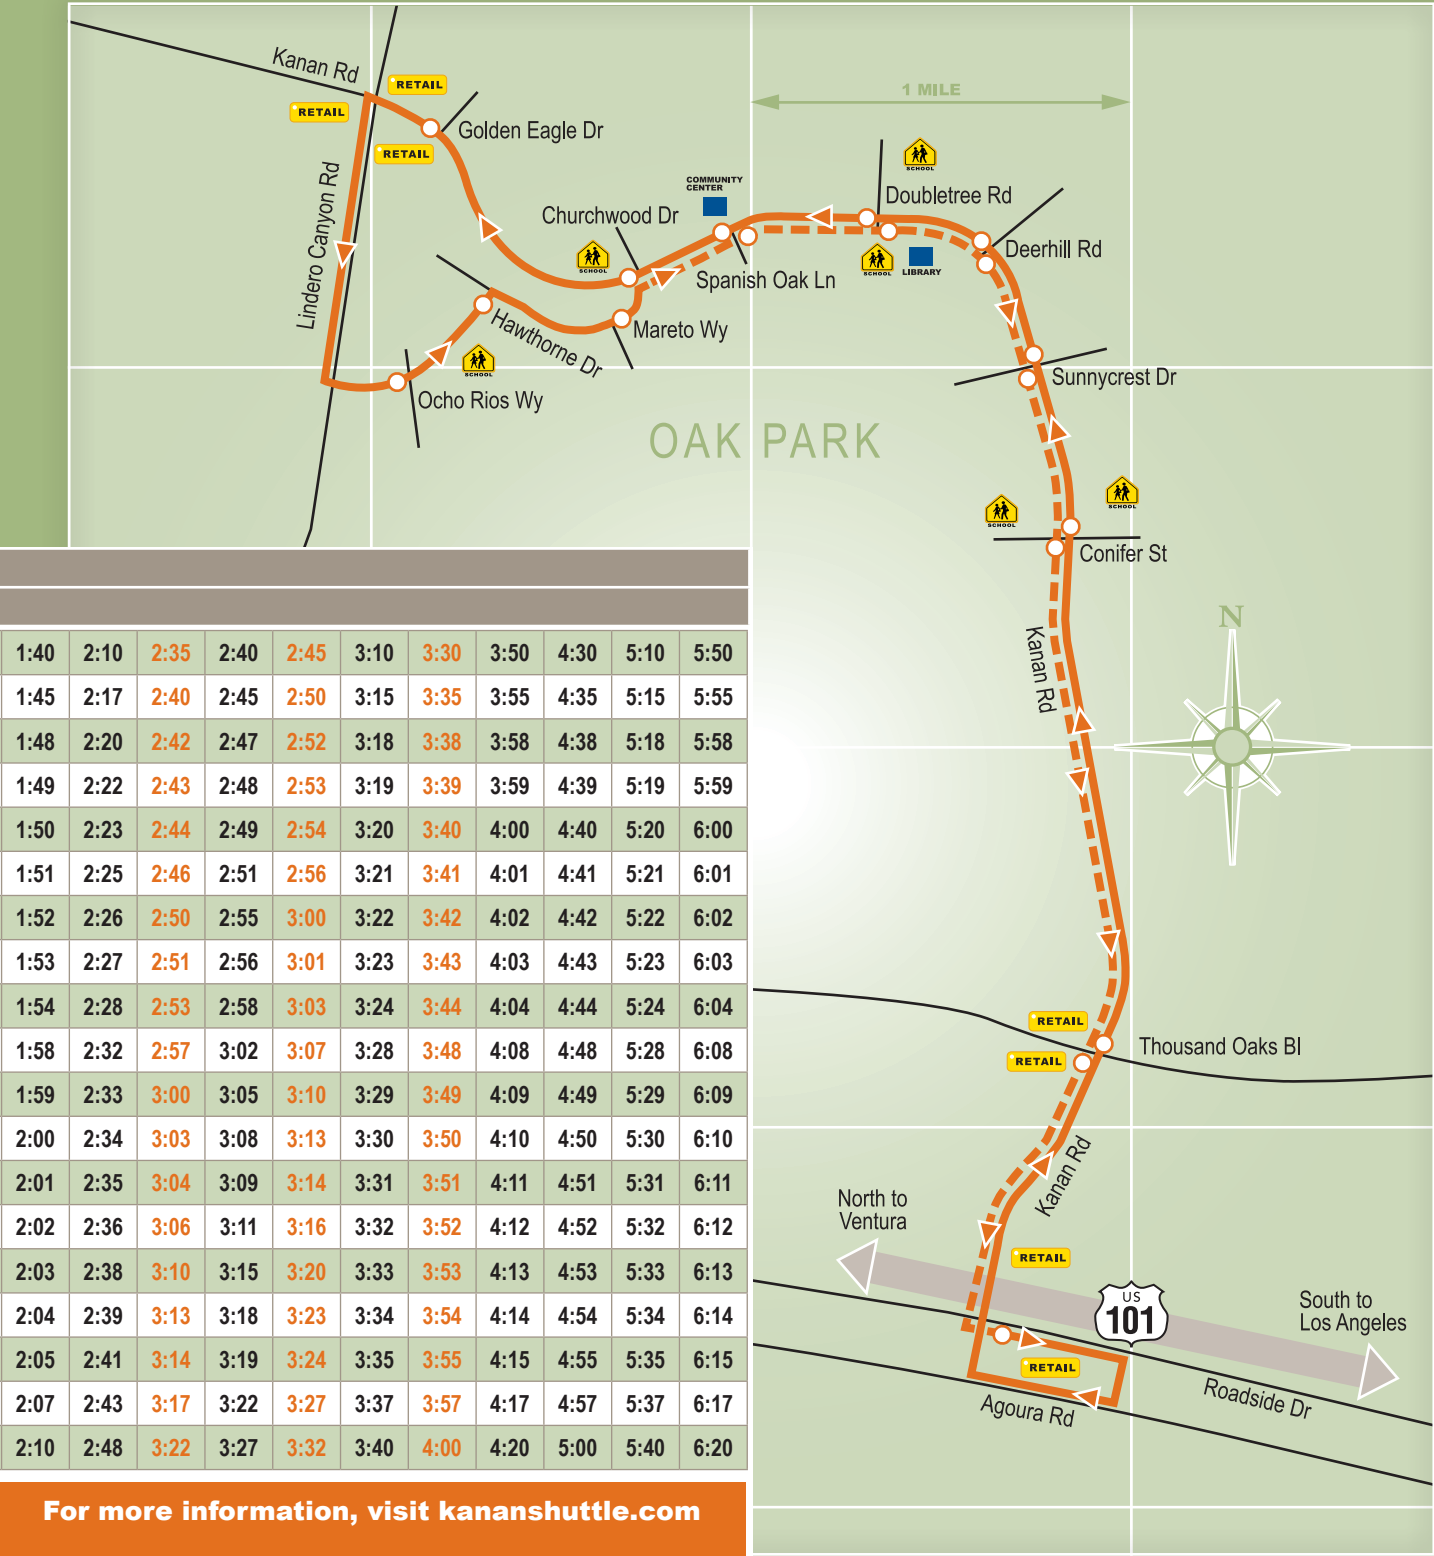 Kanan Rd
RETAIL
RETAIL
Golden Eagle Dr
RETAIL
Lindero Canyon Rd
1 MILE
SCHOOL
COMMUNITY
CENTER
Doubletree Rd
Churchwood Dr
Deerhill Rd
SCHOOL
SCHOOL
LIBRARY
Spanish Oak Ln
Hawthorne Dr
Mareto Wy
SCHOOL
Ocho Rios Wy
Sunnycrest Dr
OAK PARK
SCHOOL
SCHOOL
Conifer St
N
Kanan Rd
RETAIL
Thousand Oaks Bl
RETAIL
Kanan Rd
North to
Ventura
RETAIL
US
101
South to
Los Angeles
RETAIL
Roadside Dr
Agoura Rd
1:40 2:10 2:35 2:40 2:45 3:10 3:30 3:50 4:30 5:10 5:50
1:45 2:17 2:40 2:45 2:50 3:15 3:35 3:55 4:35 5:15 5:55
1:48 2:20 2:42 2:47 2:52 3:18 3:38 3:58 4:38 5:18 5:58
1:49 2:22 2:43 2:48 2:53 3:19 3:39 3:59 4:39 5:19 5:59
1:50 2:23 2:44 2:49 2:54 3:20 3:40 4:00 4:40 5:20 6:00
1:51 2:25 2:46 2:51 2:56 3:21 3:41 4:01 4:41 5:21 6:01
1:52 2:26 2:50 2:55 3:00 3:22 3:42 4:02 4:42 5:22 6:02
1:53 2:27 2:51 2:56 3:01 3:23 3:43 4:03 4:43 5:23 6:03
1:54 2:28 2:53 2:58 3:03 3:24 3:44 4:04 4:44 5:24 6:04
1:58 2:32 2:57 3:02 3:07 3:28 3:48 4:08 4:48 5:28 6:08
1:59 2:33 3:00 3:05 3:10 3:29 3:49 4:09 4:49 5:29 6:09
2:00 2:34 3:03 3:08 3:13 3:30 3:50 4:10 4:50 5:30 6:10
2:01 2:35 3:04 3:09 3:14 3:31 3:51 4:11 4:51 5:31 6:11
2:02 2:36 3:06 3:11 3:16 3:32 3:52 4:12 4:52 5:32 6:12
2:03 2:38 3:10 3:15 3:20 3:33 3:53 4:13 4:53 5:33 6:13
2:04 2:39 3:13 3:18 3:23 3:34 3:54 4:14 4:54 5:34 6:14
2:05 2:41 3:14 3:19 3:24 3:35 3:55 4:15 4:55 5:35 6:15
2:07 2:43 3:17 3:22 3:27 3:37 3:57 4:17 4:57 5:37 6:17
2:10 2:48 3:22 3:27 3:32 3:40 4:00 4:20 5:00 5:40 6:20
For more information, visit kananshuttle.com